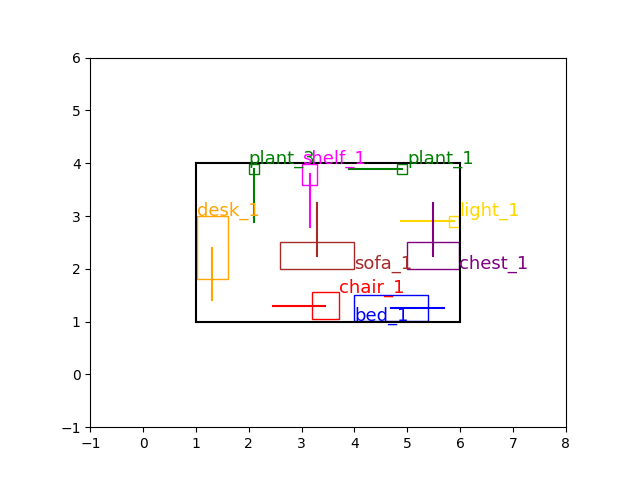 6
5
4
3
2
1
0
−1
−1 0 1 2 3 4 5 6 7 8
plant_3 shelf_1 plant_1
desk_1 light_1
sofa_1 chest_1
chair_1
bed_1